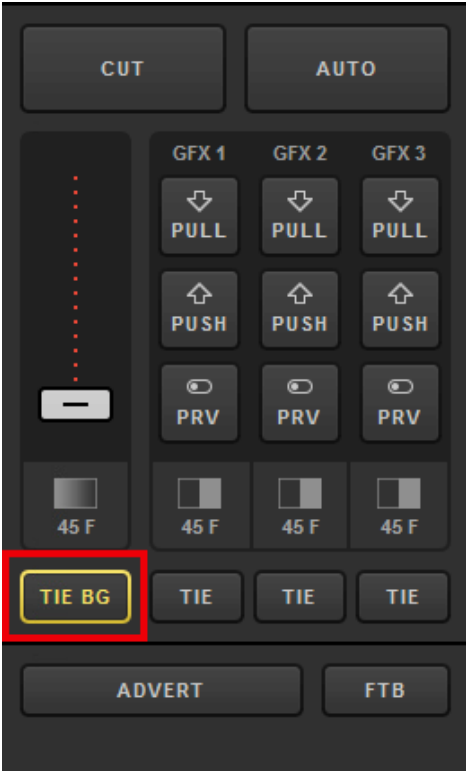 CUT AUTO
GFX 1 GFX 2 GFX 3
PULL PULL PULL
PUSH PUSH PUSH
PRV PRV PRV
45 F 45 F 45 F 45 F
TIE BG TIE TIE TIE
ADVERT FTB